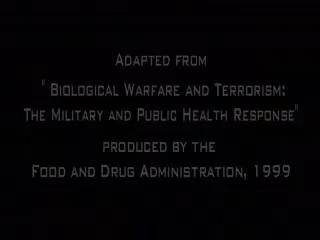 Adapted from
" Biological Warfare and Terrorism:
The Military and Public Health Response"
produced by the
Food and Drug Administration, 1999